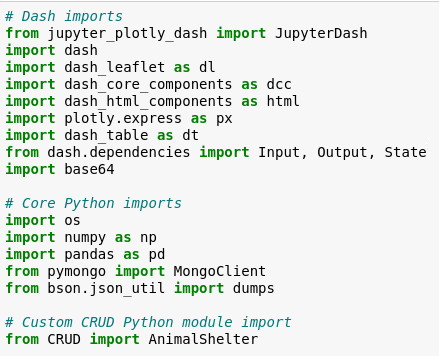 # Dash imports
from jupyter_plotly_dash import JupyterDash
import dash
import dash_leaflet as dl
import dash_core_components as dcc
import dash_html_components as html
import plotly.express as px
import dash_table as dt
from dash.dependencies import Input, Output, State
import base64
# Core Python imports
import os
import numpy as np
import pandas as pd
from pymongo import MongoClient
from bson.json_util import dumps
# Custom CRUD Python module import
from CRUD import AnimalShelter